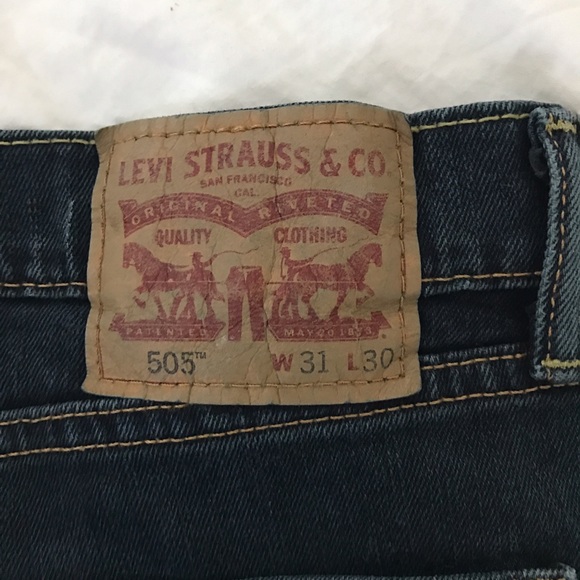 LEVI STRAUSS & CO
SAN FRANCISCO
CAL.
ORIGINAL RIVETED
QUALITY CLOTHING
PATENTED MAY 20 1873
505™ W 31 L 30